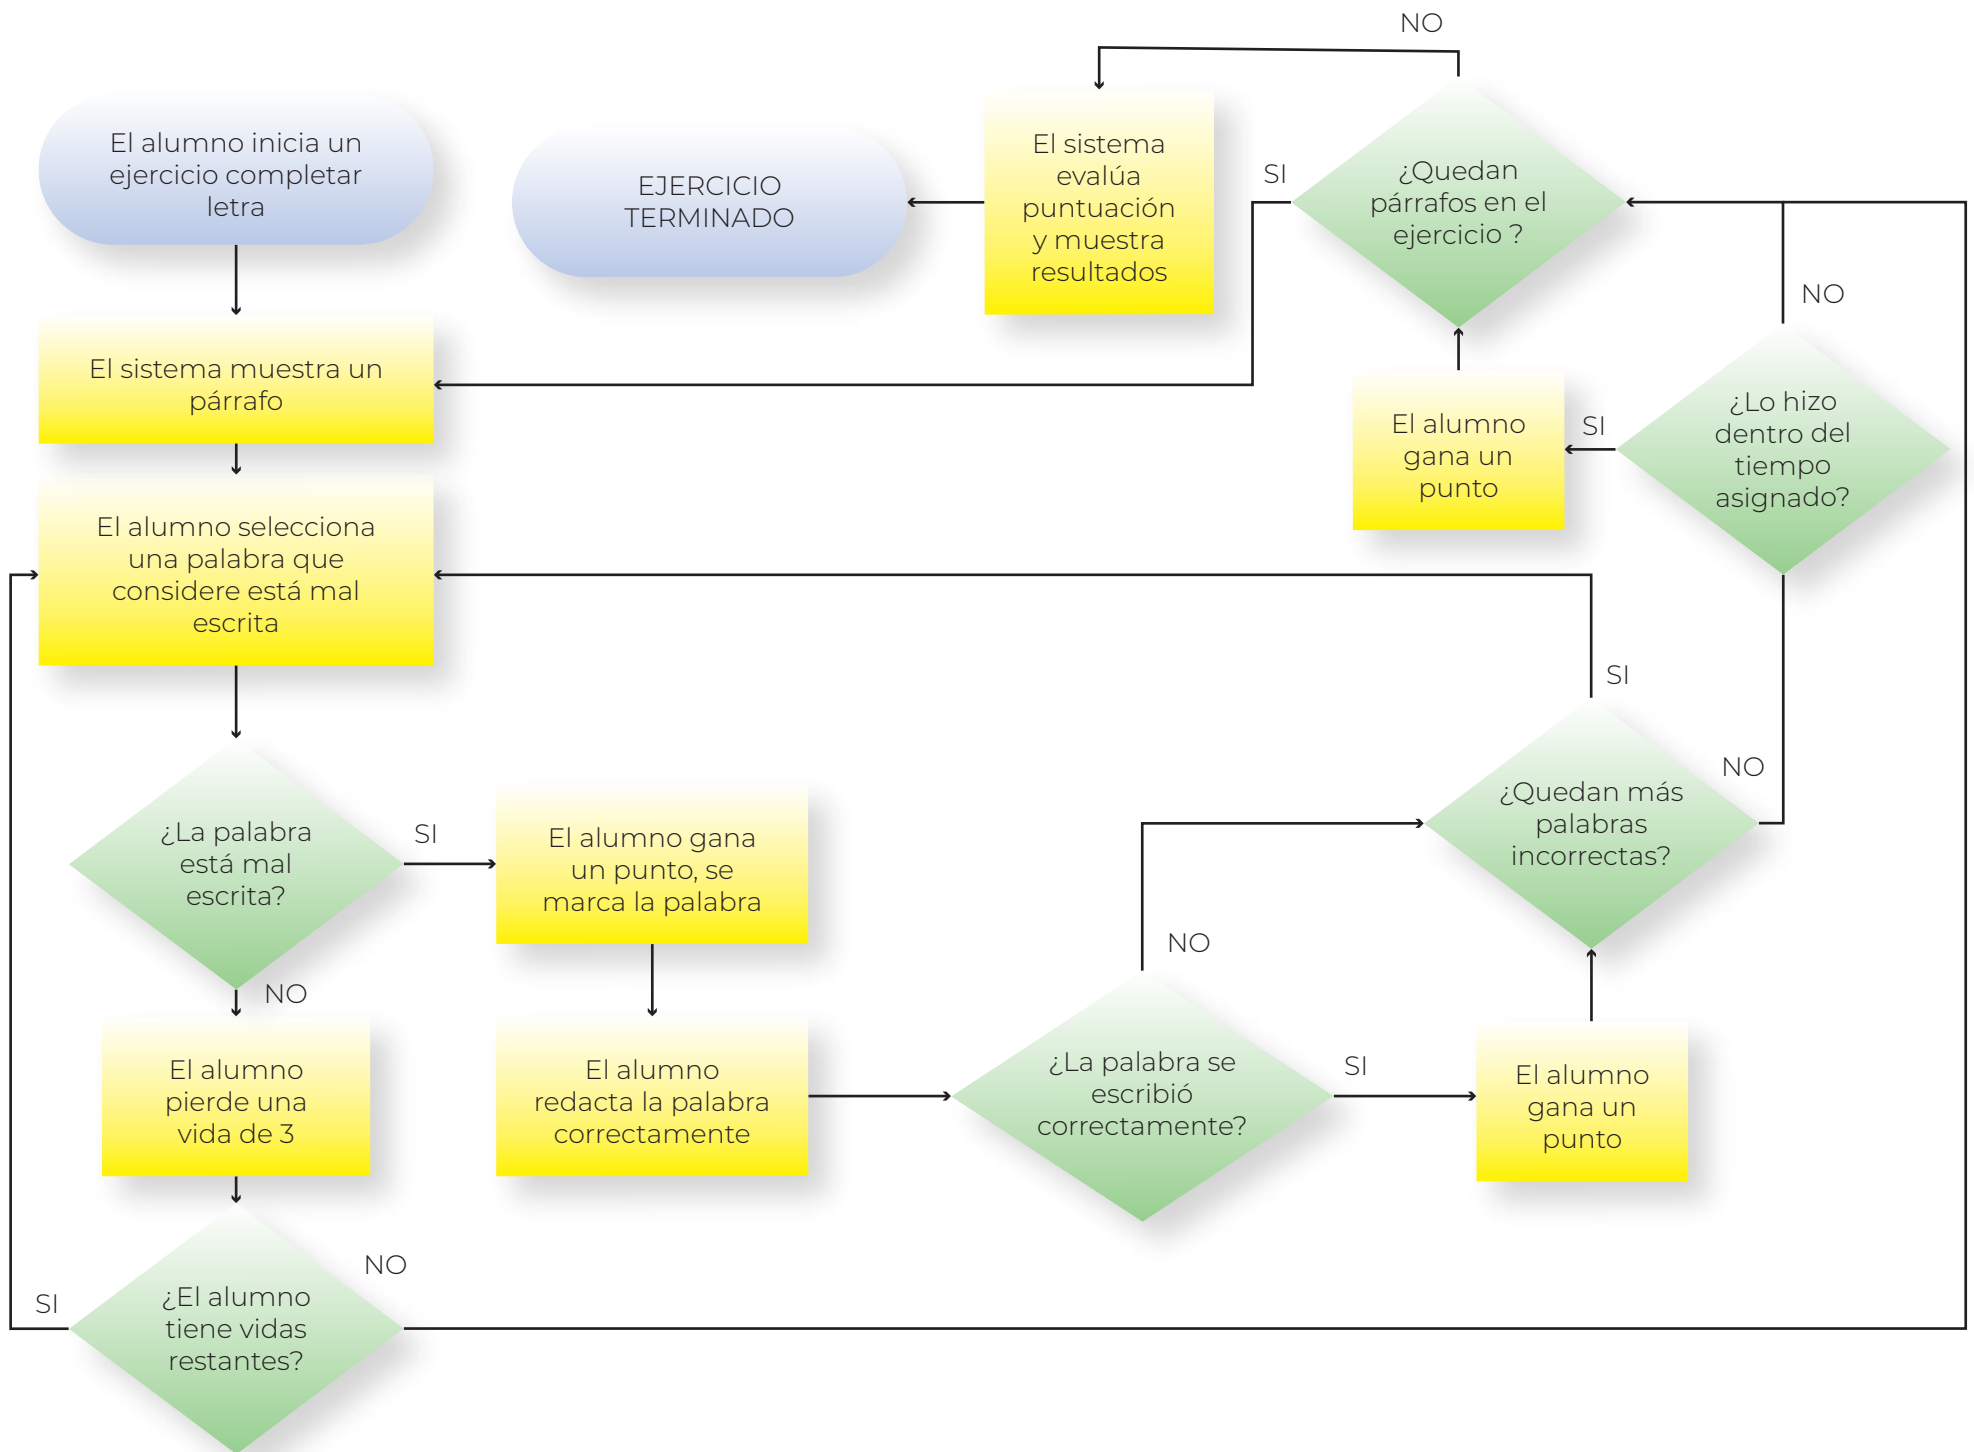 El alumno inicia un
ejercicio completar
letra
El sistema muestra un
párrafo
El alumno selecciona
una palabra que
considere está mal
escrita
¿La palabra
está mal
escrita?
SI
NO
El alumno
pierde una
vida de 3
¿El alumno
tiene vidas
restantes?
SI
NO
El alumno gana
un punto, se
marca la palabra
El alumno
redacta la palabra
correctamente
¿La palabra se
escribió
correctamente?
NO
SI
El alumno
gana un
punto
¿Quedan más
palabras
incorrectas?
SI
NO
¿Lo hizo
dentro del
tiempo
asignado?
SI
NO
El alumno
gana un
punto
¿Quedan
párrafos en el
ejercicio ?
SI
NO
El sistema
evalúa
puntuación
y muestra
resultados
EJERCICIO
TERMINADO